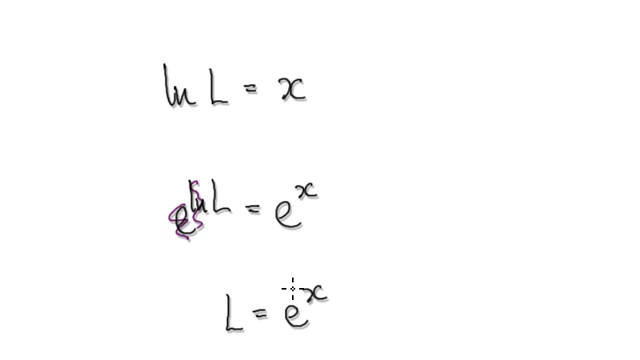 ln L = x
e^{ln L} = e^x
L = e^x